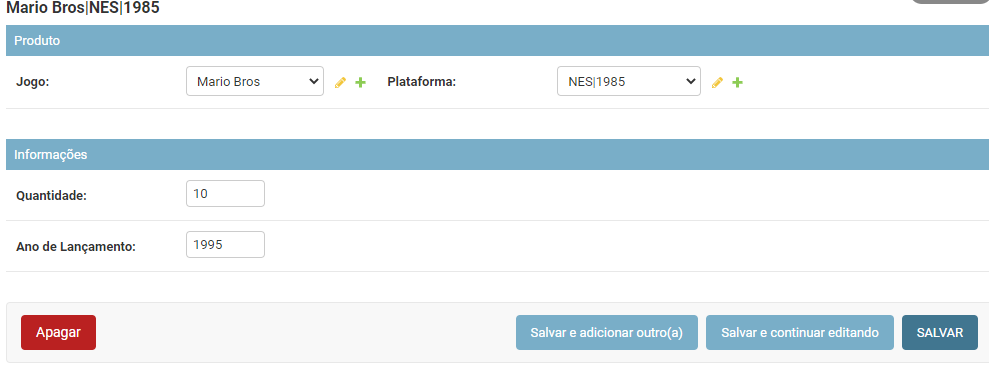 Mario Bros|NES|1985
Produto
Jogo: Mario Bros Plataforma: NES|1985
Informações
Quantidade: 10
Ano de Lançamento: 1995
Apagar Salvar e adicionar outro(a) Salvar e continuar editando SALVAR